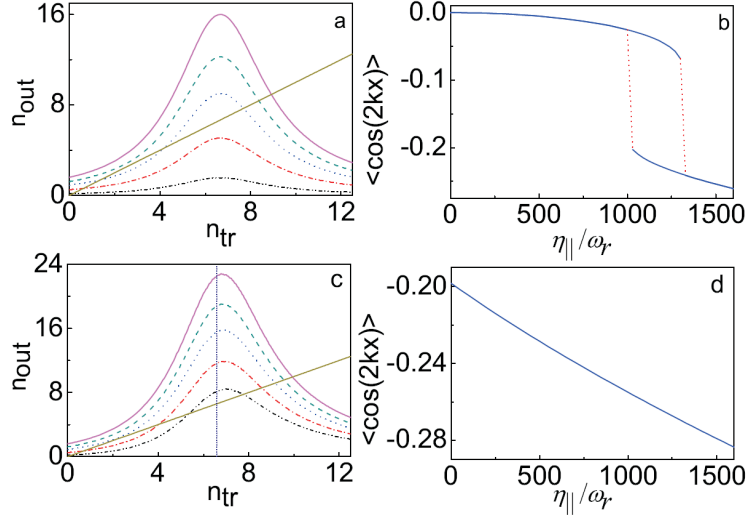 16
8
0
n_out
a
0 4 8 12
n_tr
0.0
-0.1
-0.2
<cos(2kx)>
b
0 500 1000 1500
η_||/ω_r
24
16
8
0
n_out
c
0 4 8 12
n_tr
-0.20
-0.24
-0.28
<cos(2kx)>
d
0 500 1000 1500
η_||/ω_r